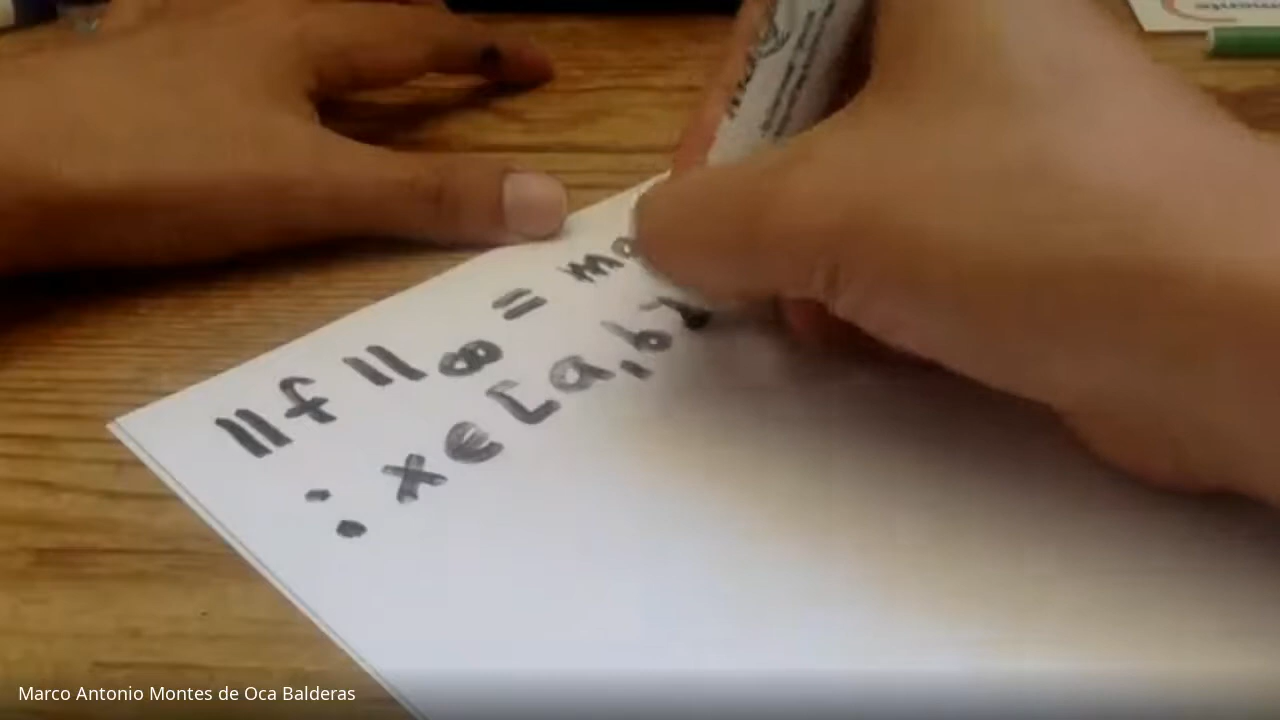 ||f||∞ = ma
: x∈[a,b]
Marco Antonio Montes de Oca Balderas